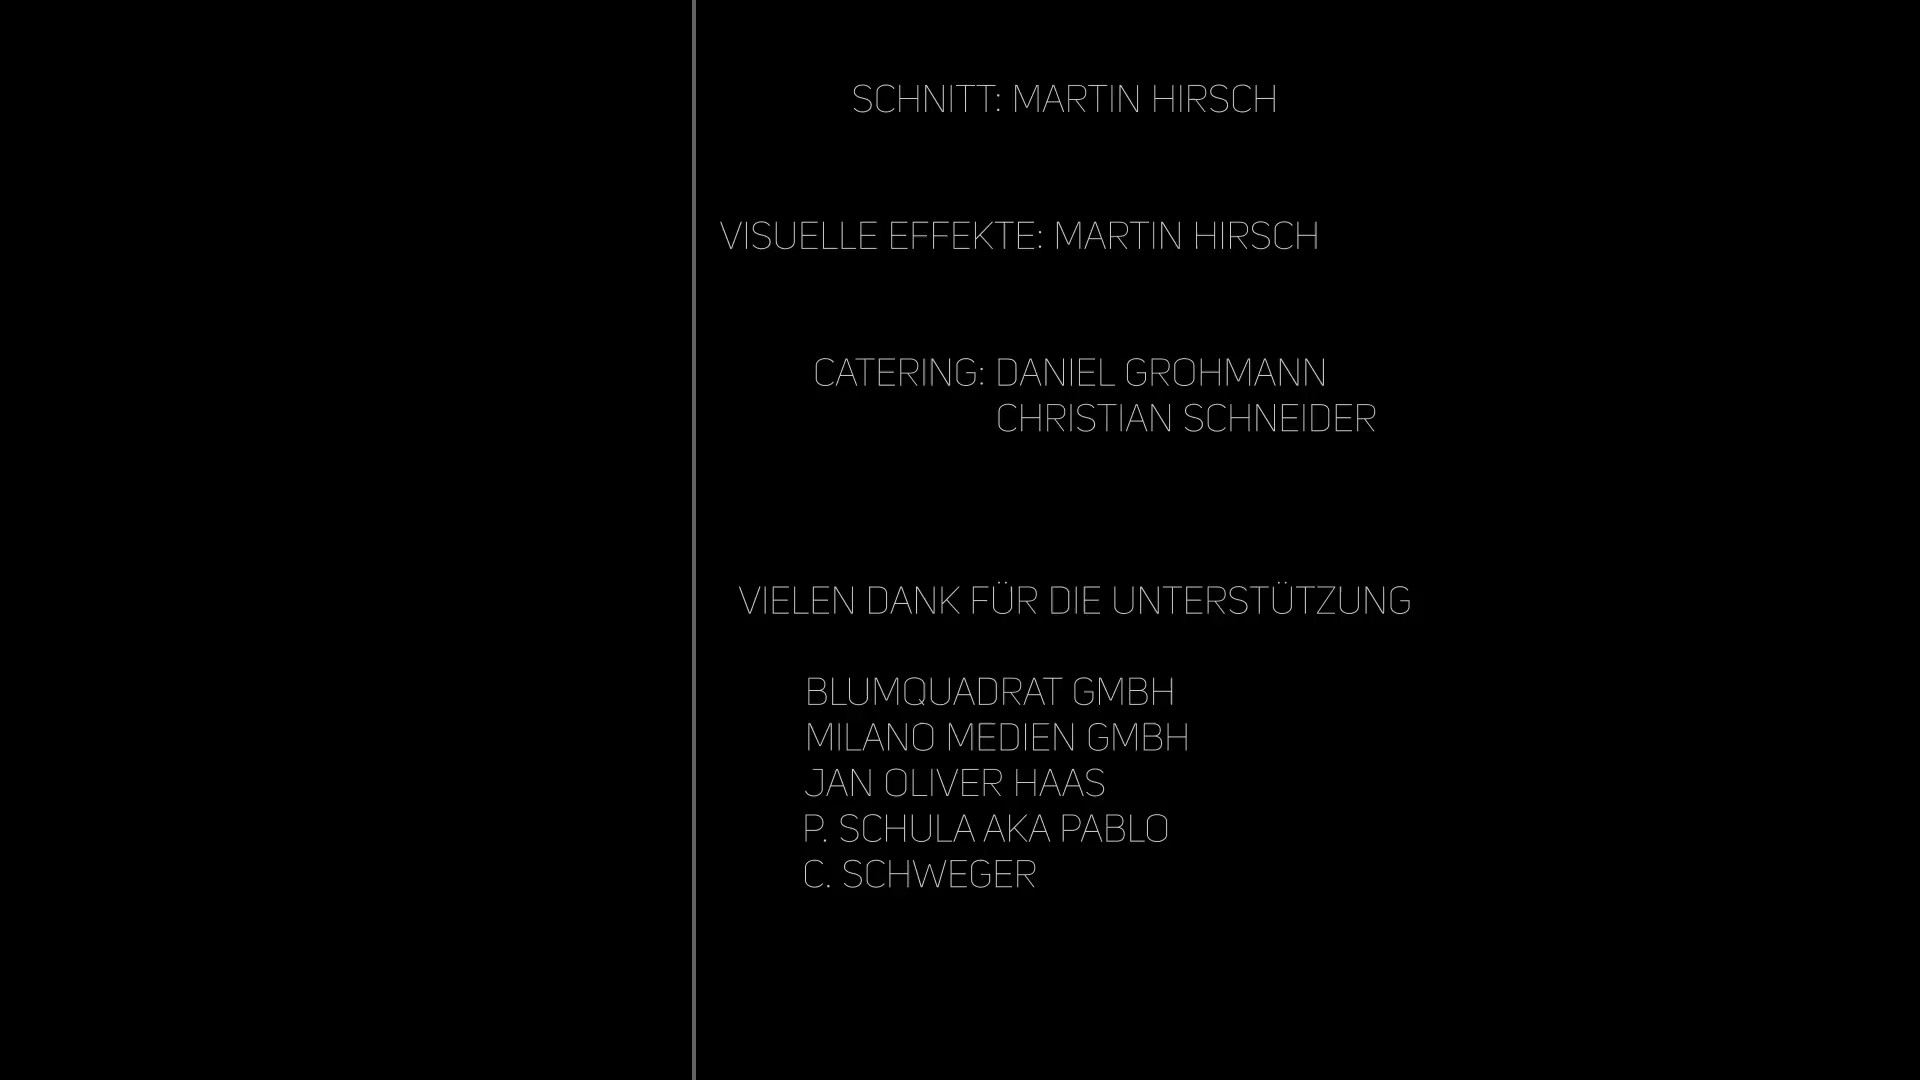 SCHNITT: MARTIN HIRSCH
VISUELLE EFFEKTE: MARTIN HIRSCH
CATERING: DANIEL GROHMANN
CHRISTIAN SCHNEIDER
VIELEN DANK FÜR DIE UNTERSTÜTZUNG
BLUMQUADRAT GMBH
MILANO MEDIEN GMBH
JAN OLIVER HAAS
P. SCHULA AKA PABLO
C. SCHWEGER